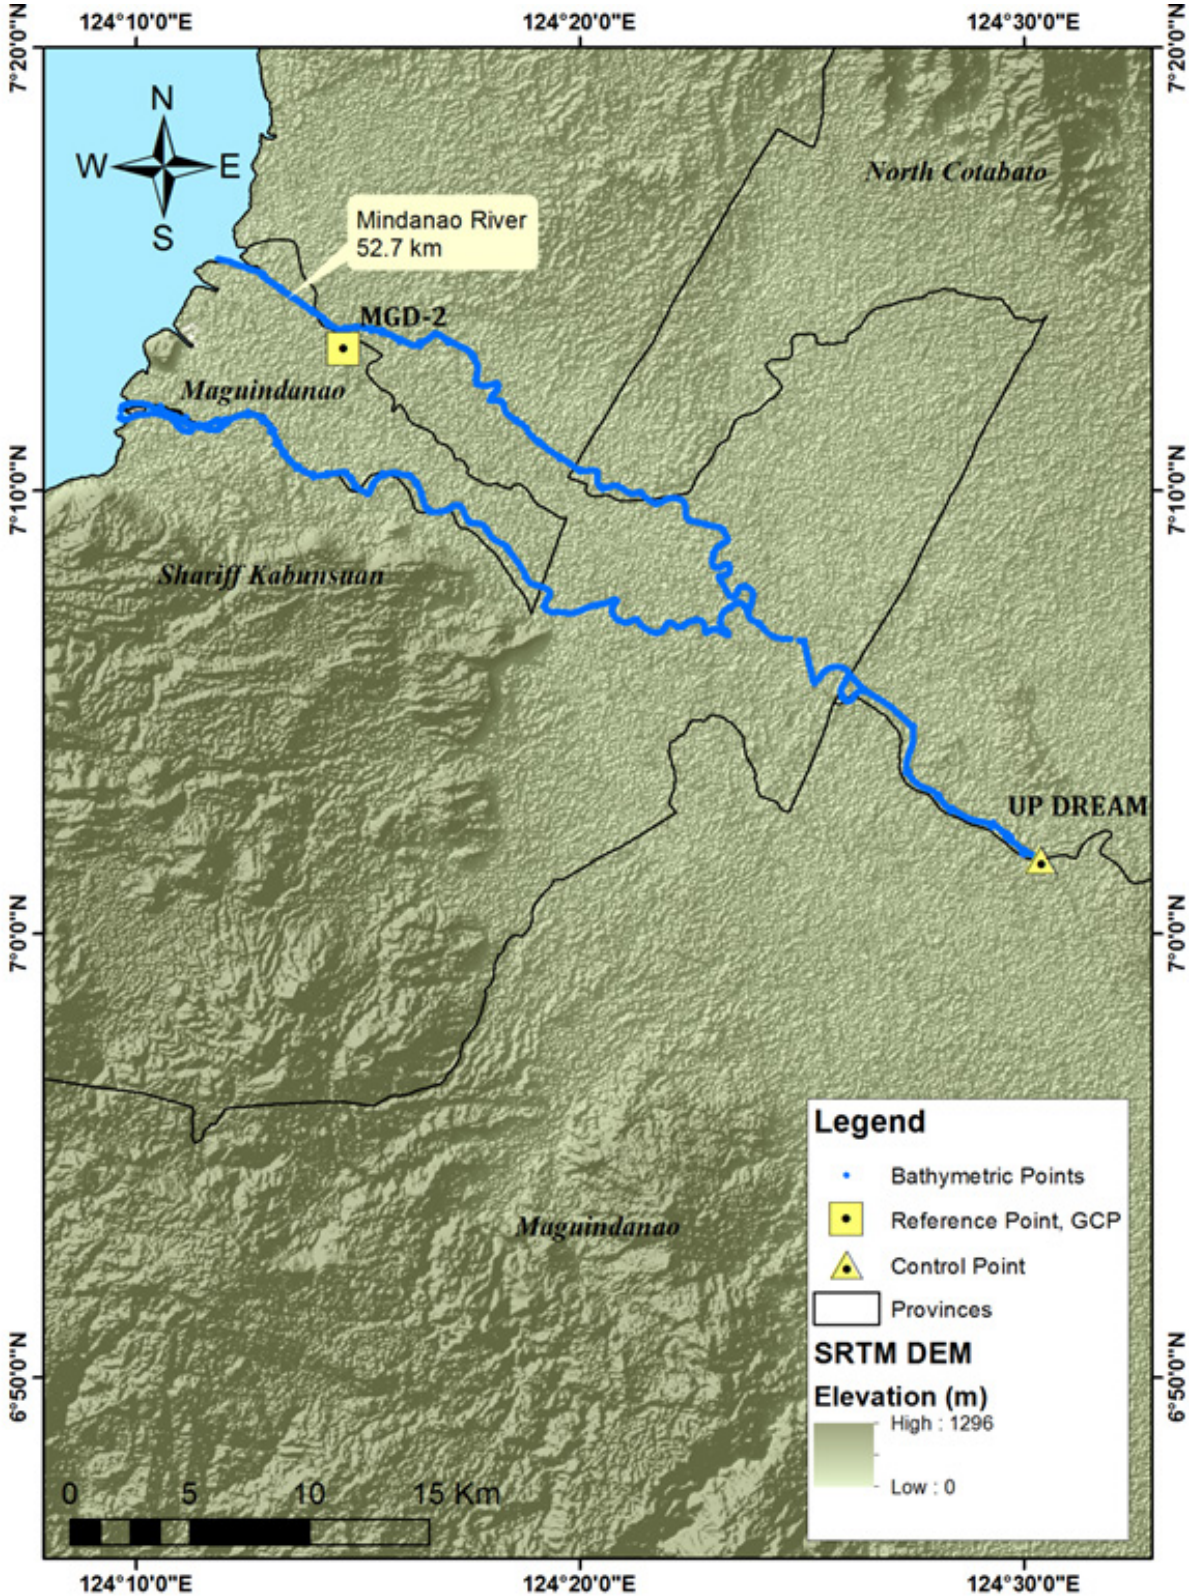 124°10'0"E 124°20'0"E 124°30'0"E
7°20'0"N 7°20'0"N
N
W E
S
North Cotabato
Mindanao River
52.7 km
MGD-2
Maguindanao
7°10'0"N 7°10'0"N
Shariff Kabunsuan
UP DREAM
7°0'0"N 7°0'0"N
Legend
Bathymetric Points
Reference Point, GCP
Maguindanao
Control Point
Provinces
SRTM DEM
6°50'0"N 6°50'0"N
Elevation (m)
High : 1296
Low : 0
0 5 10 15 Km
124°10'0"E 124°20'0"E 124°30'0"E